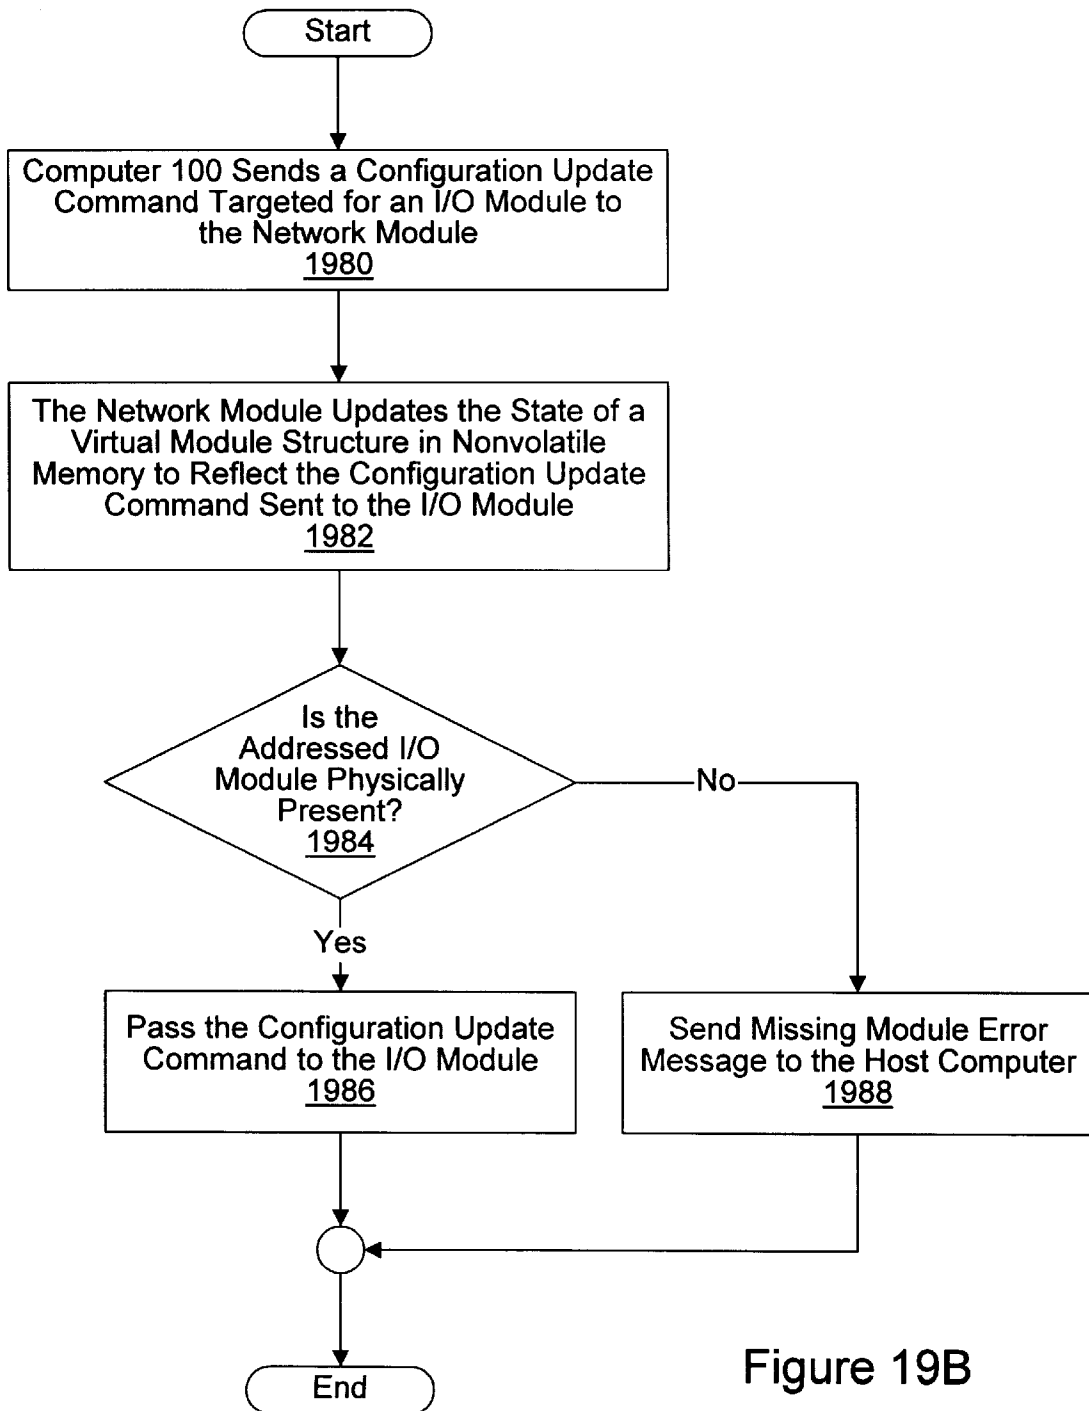 Start
Computer 100 Sends a Configuration Update
Command Targeted for an I/O Module to
the Network Module
1980
The Network Module Updates the State of a
Virtual Module Structure in Nonvolatile
Memory to Reflect the Configuration Update
Command Sent to the I/O Module
1982
Is the
Addressed I/O
Module Physically
Present?
1984
No
Yes
Pass the Configuration Update
Command to the I/O Module
1986
Send Missing Module Error
Message to the Host Computer
1988
End
Figure 19B